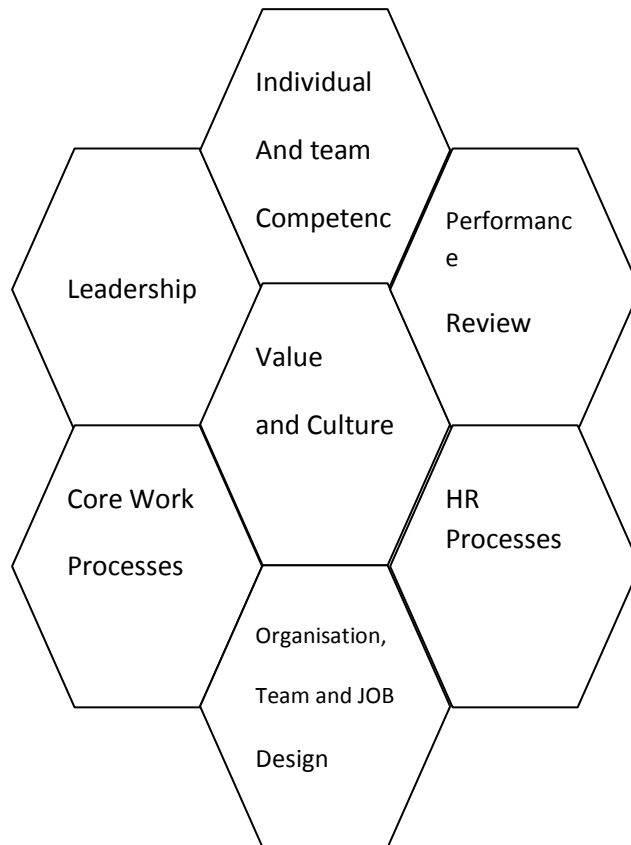 Individual
And team
Competenc
Performanc
e
Review
Leadership
Value
and Culture
Core Work
Processes
HR
Processes
Organisation,
Team and JOB
Design